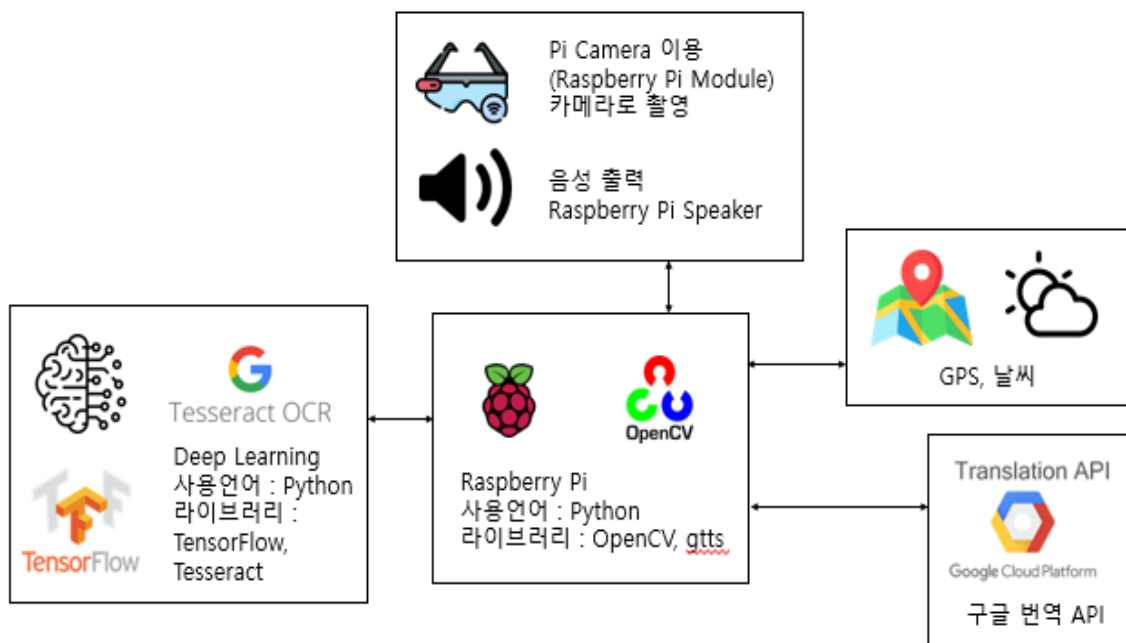 Pi Camera 이용
(Raspberry Pi Module)
카메라로 촬영
음성 출력
Raspberry Pi Speaker
GPS, 날씨
Tesseract OCR
Deep Learning
사용언어 : Python
라이브러리 :
TensorFlow,
Tesseract
TensorFlow
OpenCV
Raspberry Pi
사용언어 : Python
라이브러리 : OpenCV, gtts
Translation API
Google Cloud Platform
구글 번역 API